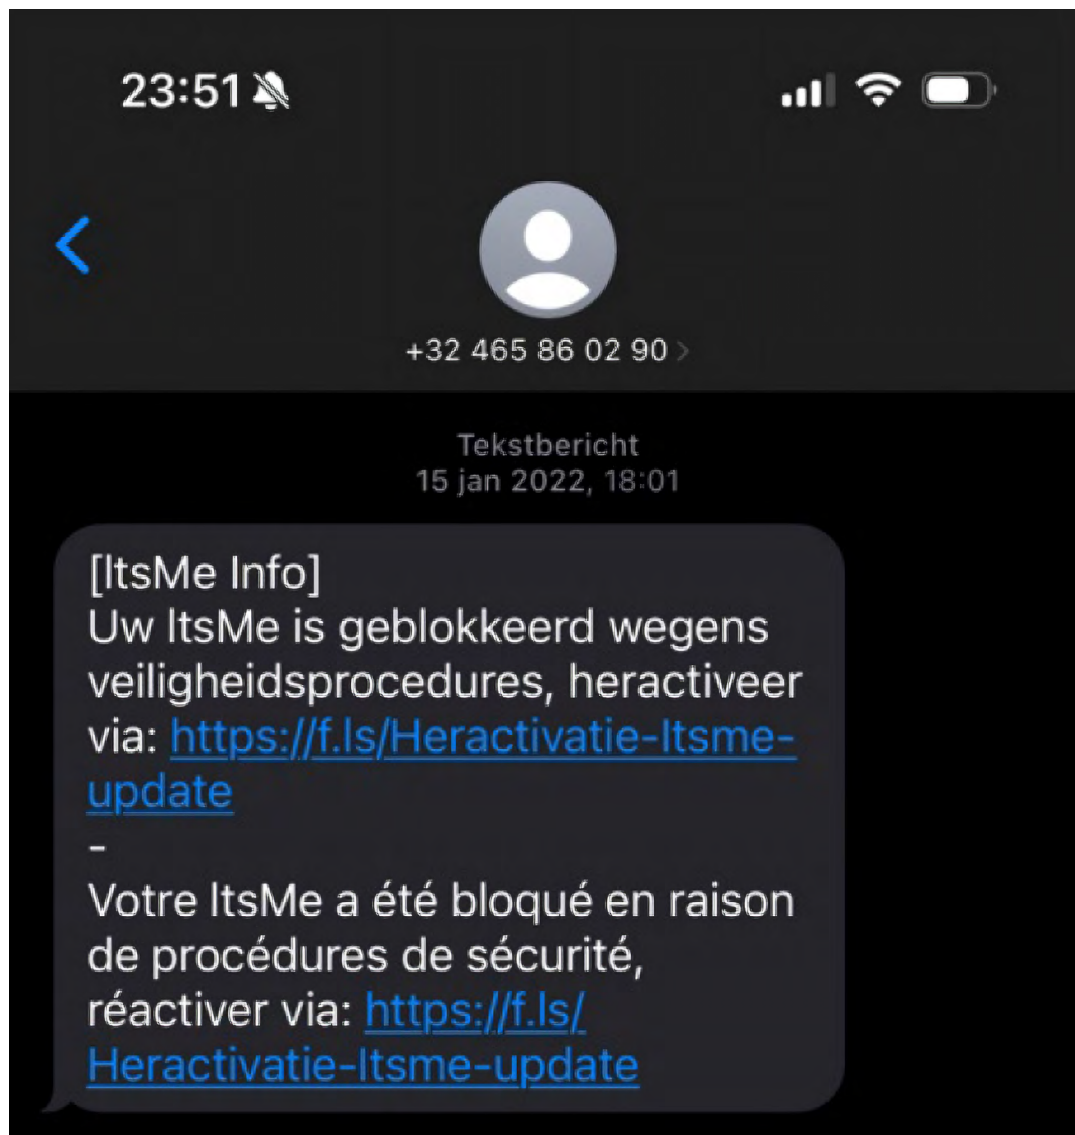 23:51
+32 465 86 02 90
Tekstbericht
15 jan 2022, 18:01
[ItsMe Info]
Uw ItsMe is geblokkeerd wegens
veiligheidsprocedures, heractiveer
via: https://f.ls/Heractivatie-Itsme-
update
-
Votre ItsMe a été bloqué en raison
de procédures de sécurité,
réactiver via: https://f.ls/
Heractivatie-Itsme-update